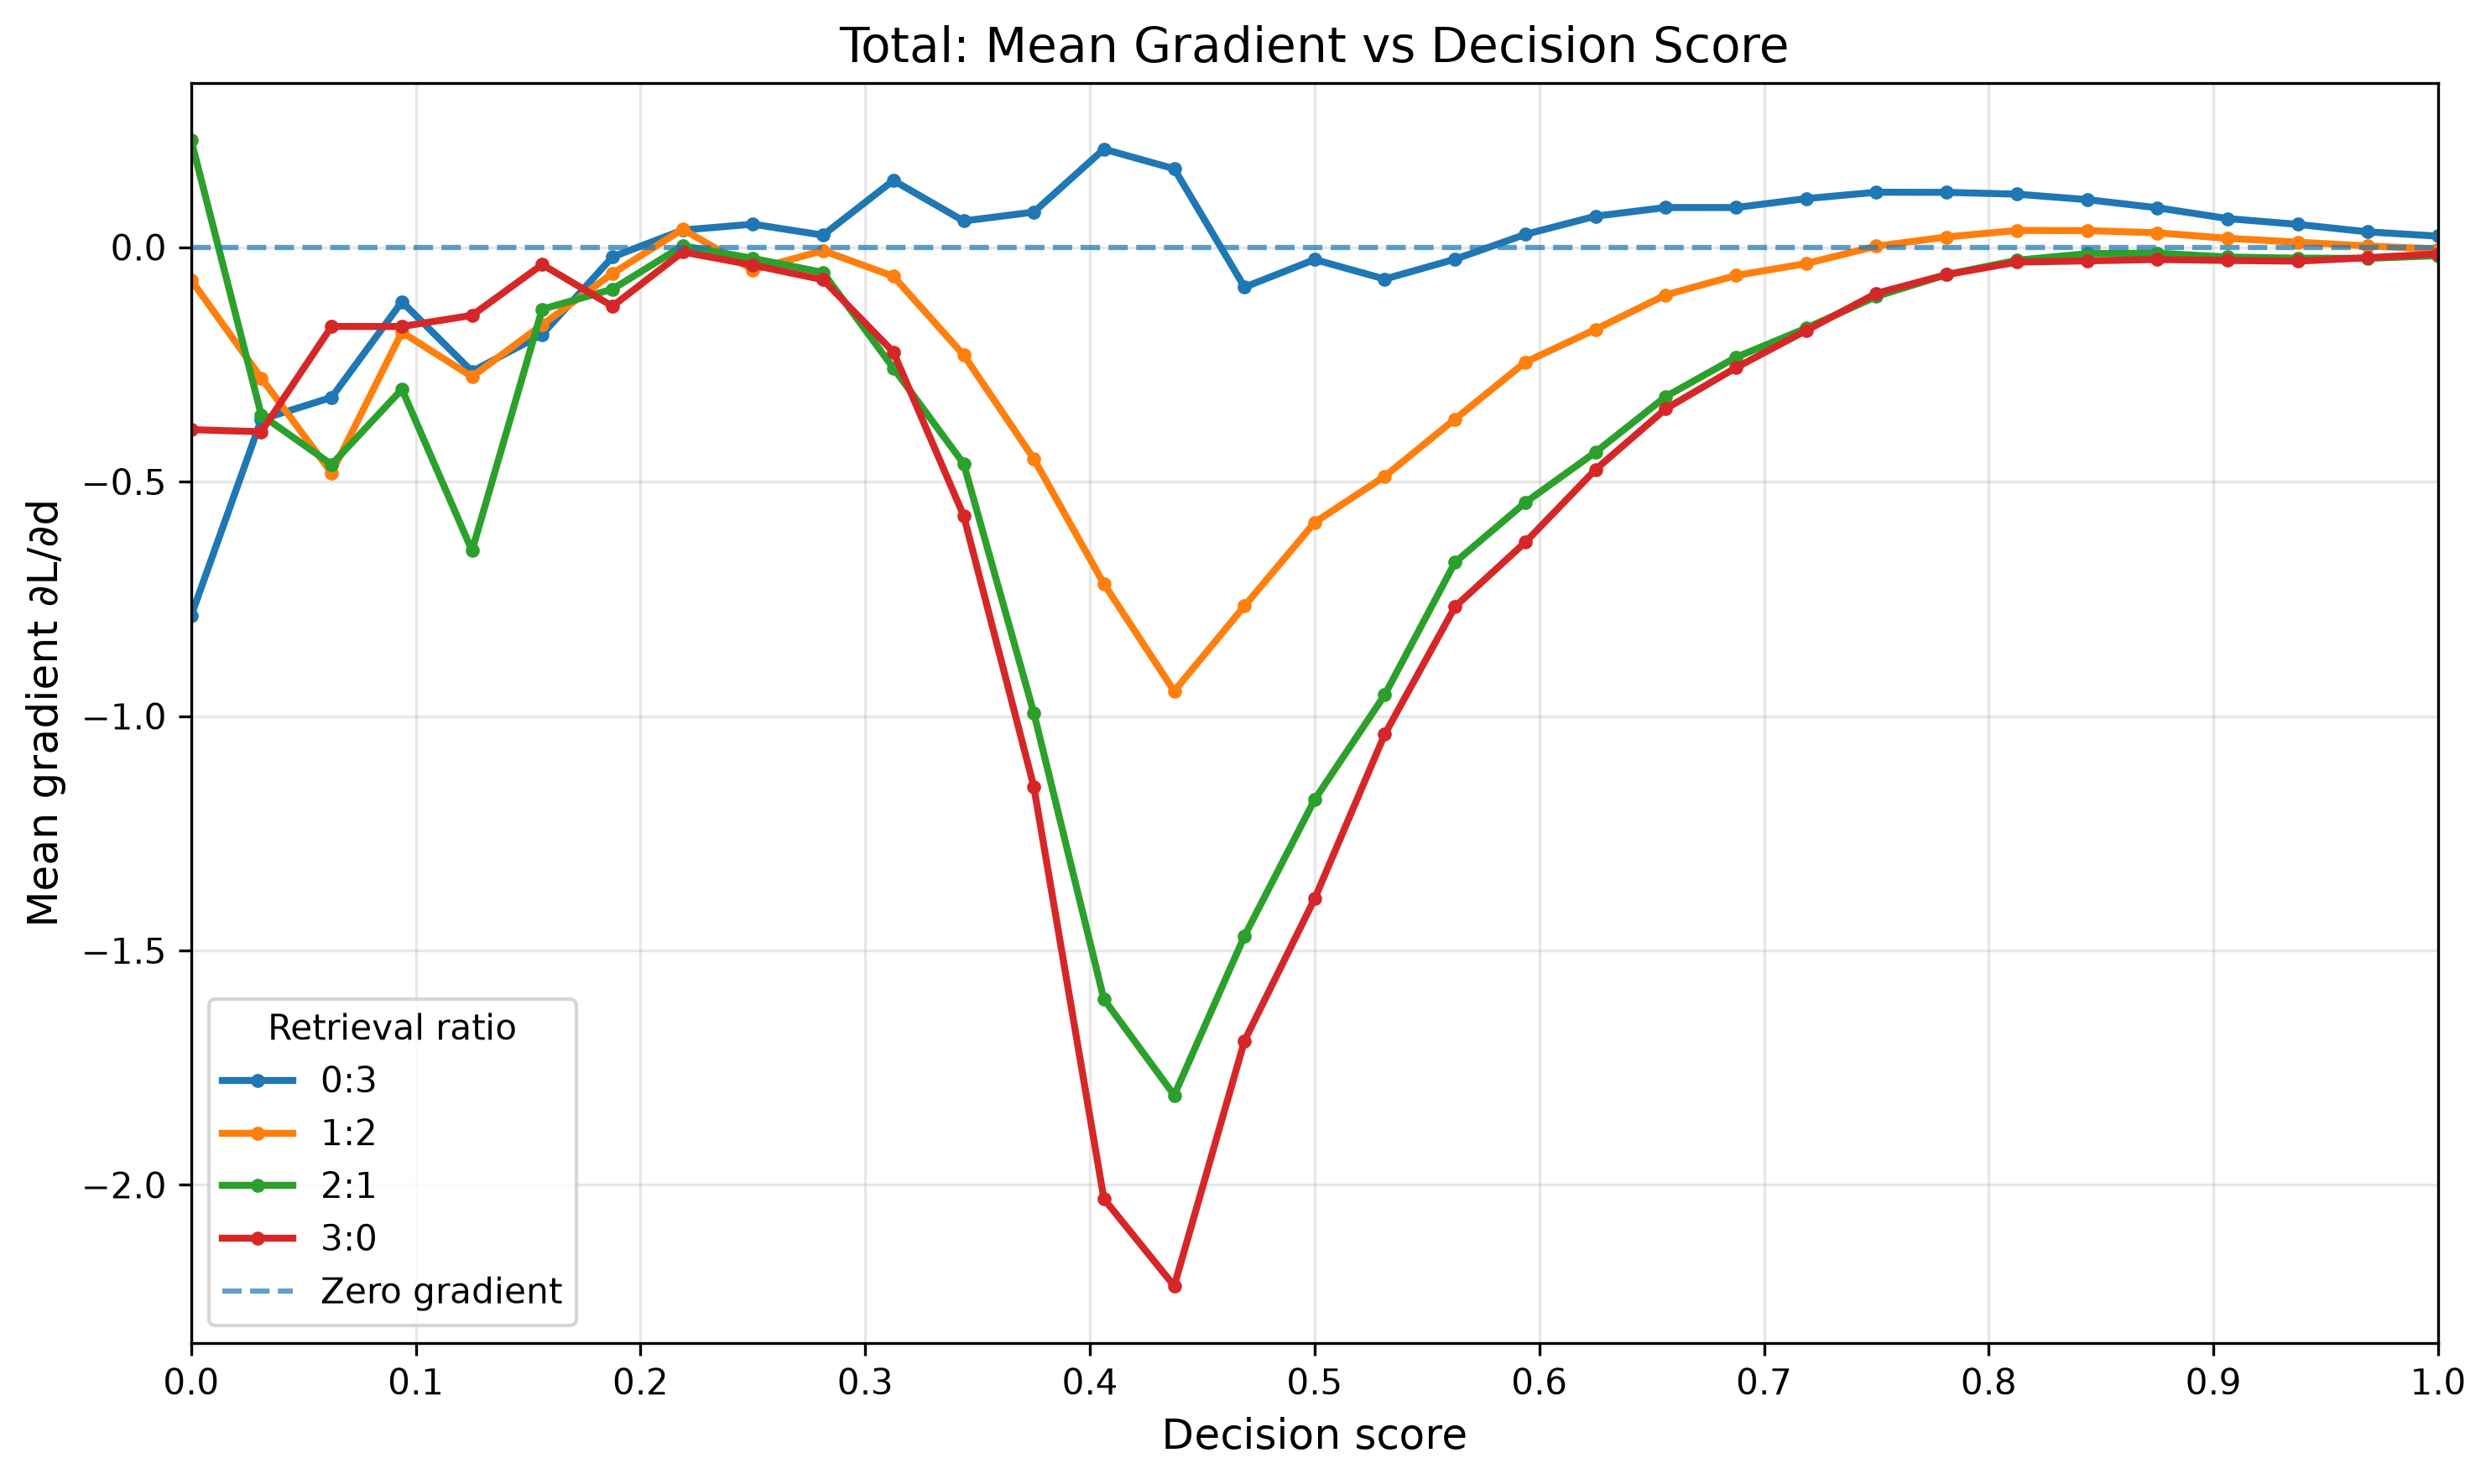 Total: Mean Gradient vs Decision Score
Mean gradient ∂L/∂d
0.0
−0.5
−1.0
−1.5
−2.0
Retrieval ratio
0:3
1:2
2:1
3:0
Zero gradient
0.0 0.1 0.2 0.3 0.4 0.5 0.6 0.7 0.8 0.9 1.0
Decision score